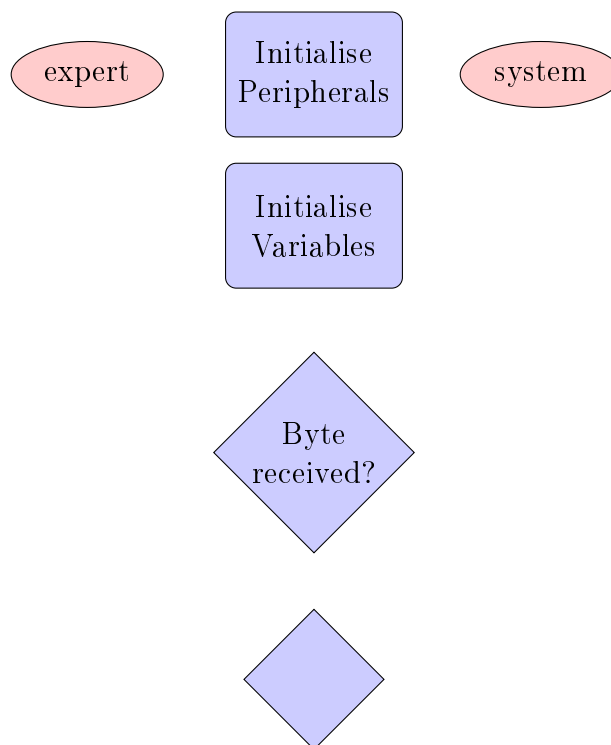 expert
Initialise
Peripherals
system
Initialise
Variables
Byte
received?